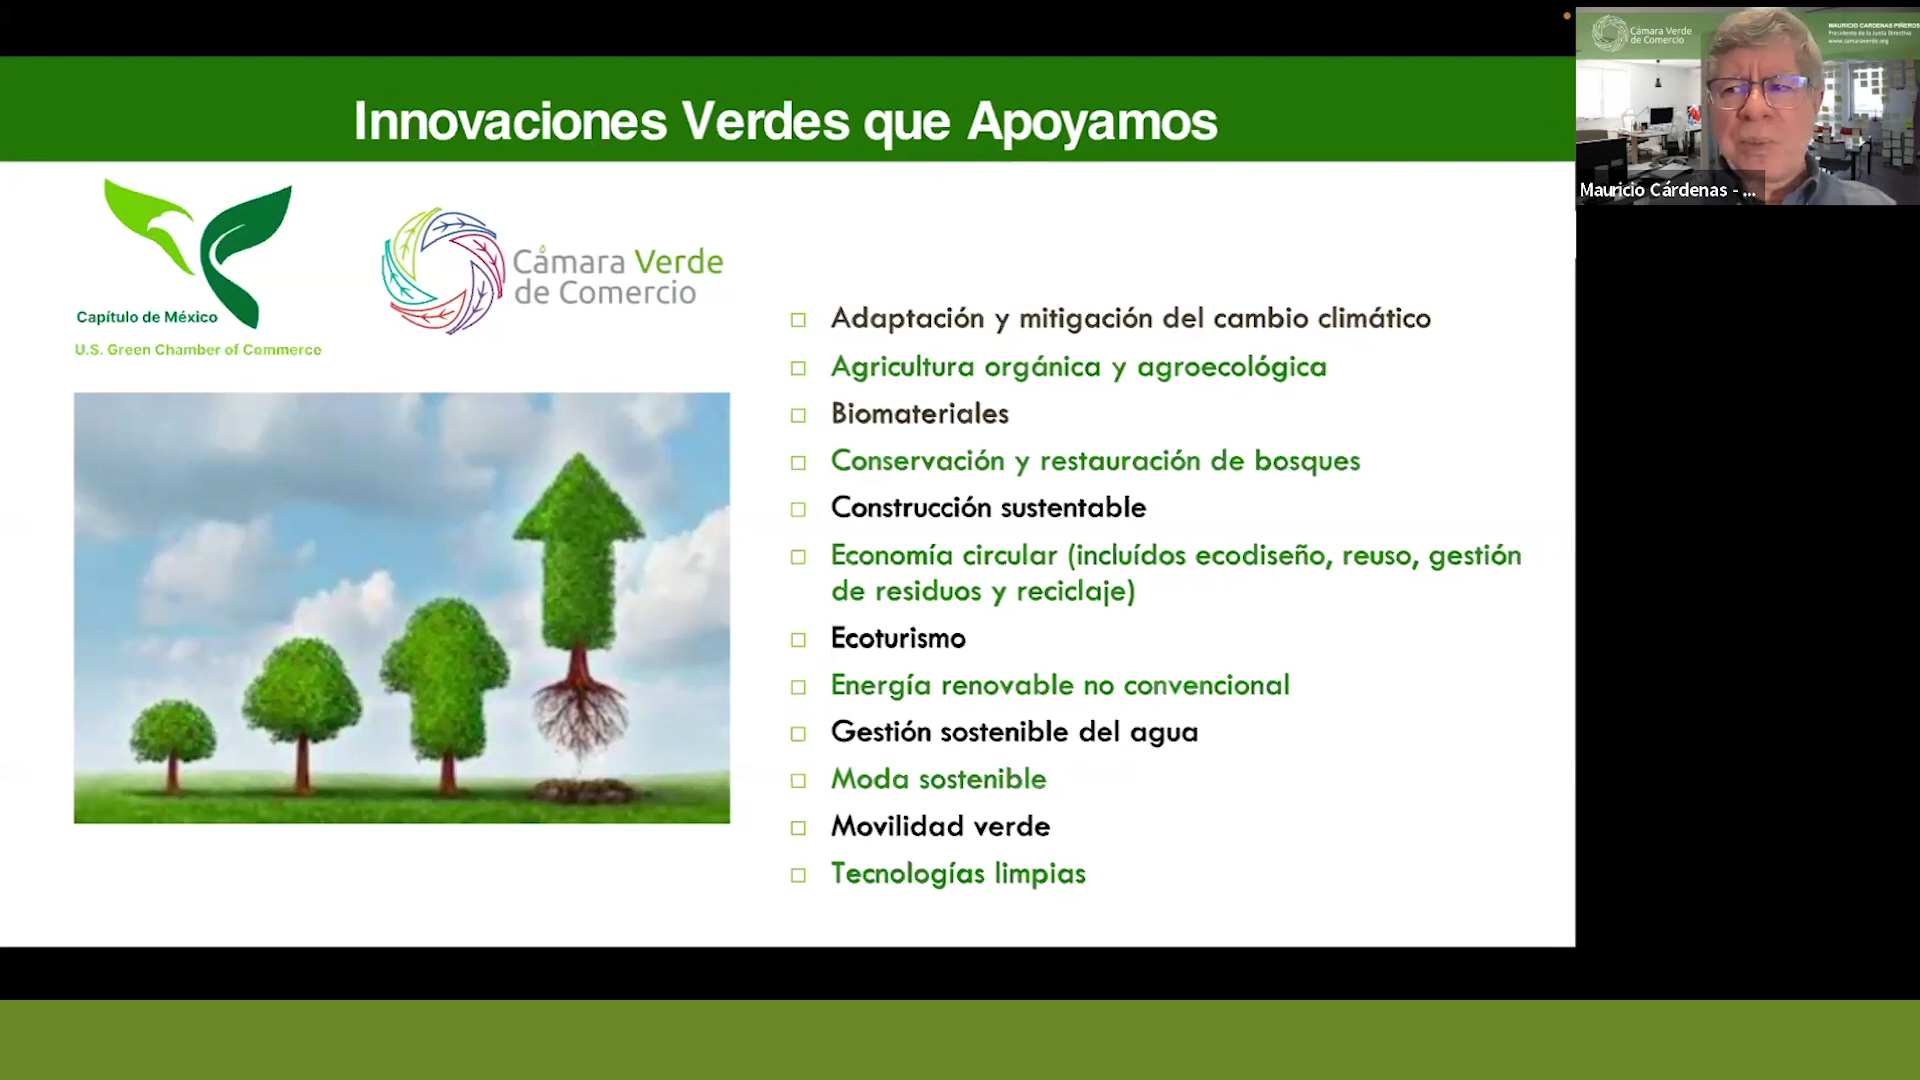 Innovaciones Verdes que Apoyamos
Capítulo de México
U.S. Green Chamber of Commerce
Cámara Verde
de Comercio
Adaptación y mitigación del cambio climático
Agricultura orgánica y agroecológica
Biomateriales
Conservación y restauración de bosques
Construcción sustentable
Economía circular (incluídos ecodiseño, reuso, gestión
de residuos y reciclaje)
Ecoturismo
Energía renovable no convencional
Gestión sostenible del agua
Moda sostenible
Movilidad verde
Tecnologías limpias
Cámara Verde
de Comercio
MAURICIO CARDENAS PIÑEROS
Presidente de la Junta Directiva
www.camaraverde.org
Mauricio Cárdenas - ...